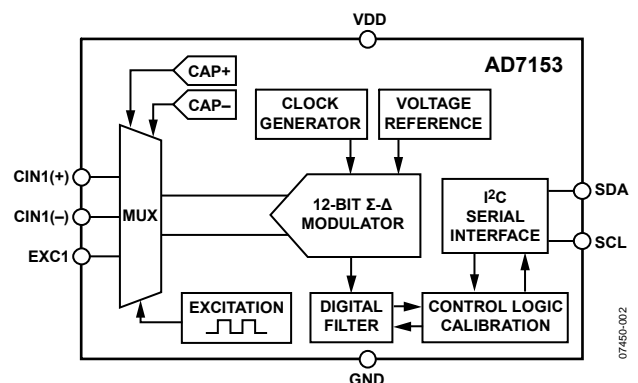 VDD
AD7153
CAP+
CAP–
CLOCK
GENERATOR
VOLTAGE
REFERENCE
CIN1(+)
CIN1(–)
EXC1
MUX
12-BIT Σ-Δ
MODULATOR
I²C
SERIAL
INTERFACE
SDA
SCL
EXCITATION
DIGITAL
FILTER
CONTROL LOGIC
CALIBRATION
GND
07450-002